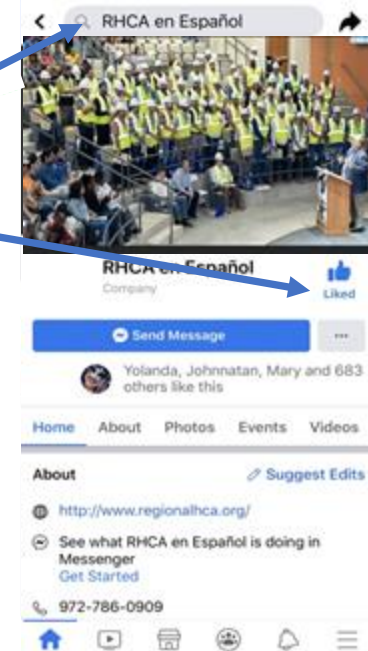 RHCA en Español
RHCA en Español
Company
Liked
Send Message
...
Yolanda, Johnnatan, Mary and 683
others like this
Home About Photos Events Videos
About Suggest Edits
http://www.regionalhca.org/
See what RHCA en Español is doing in
Messenger
Get Started
972-786-0909